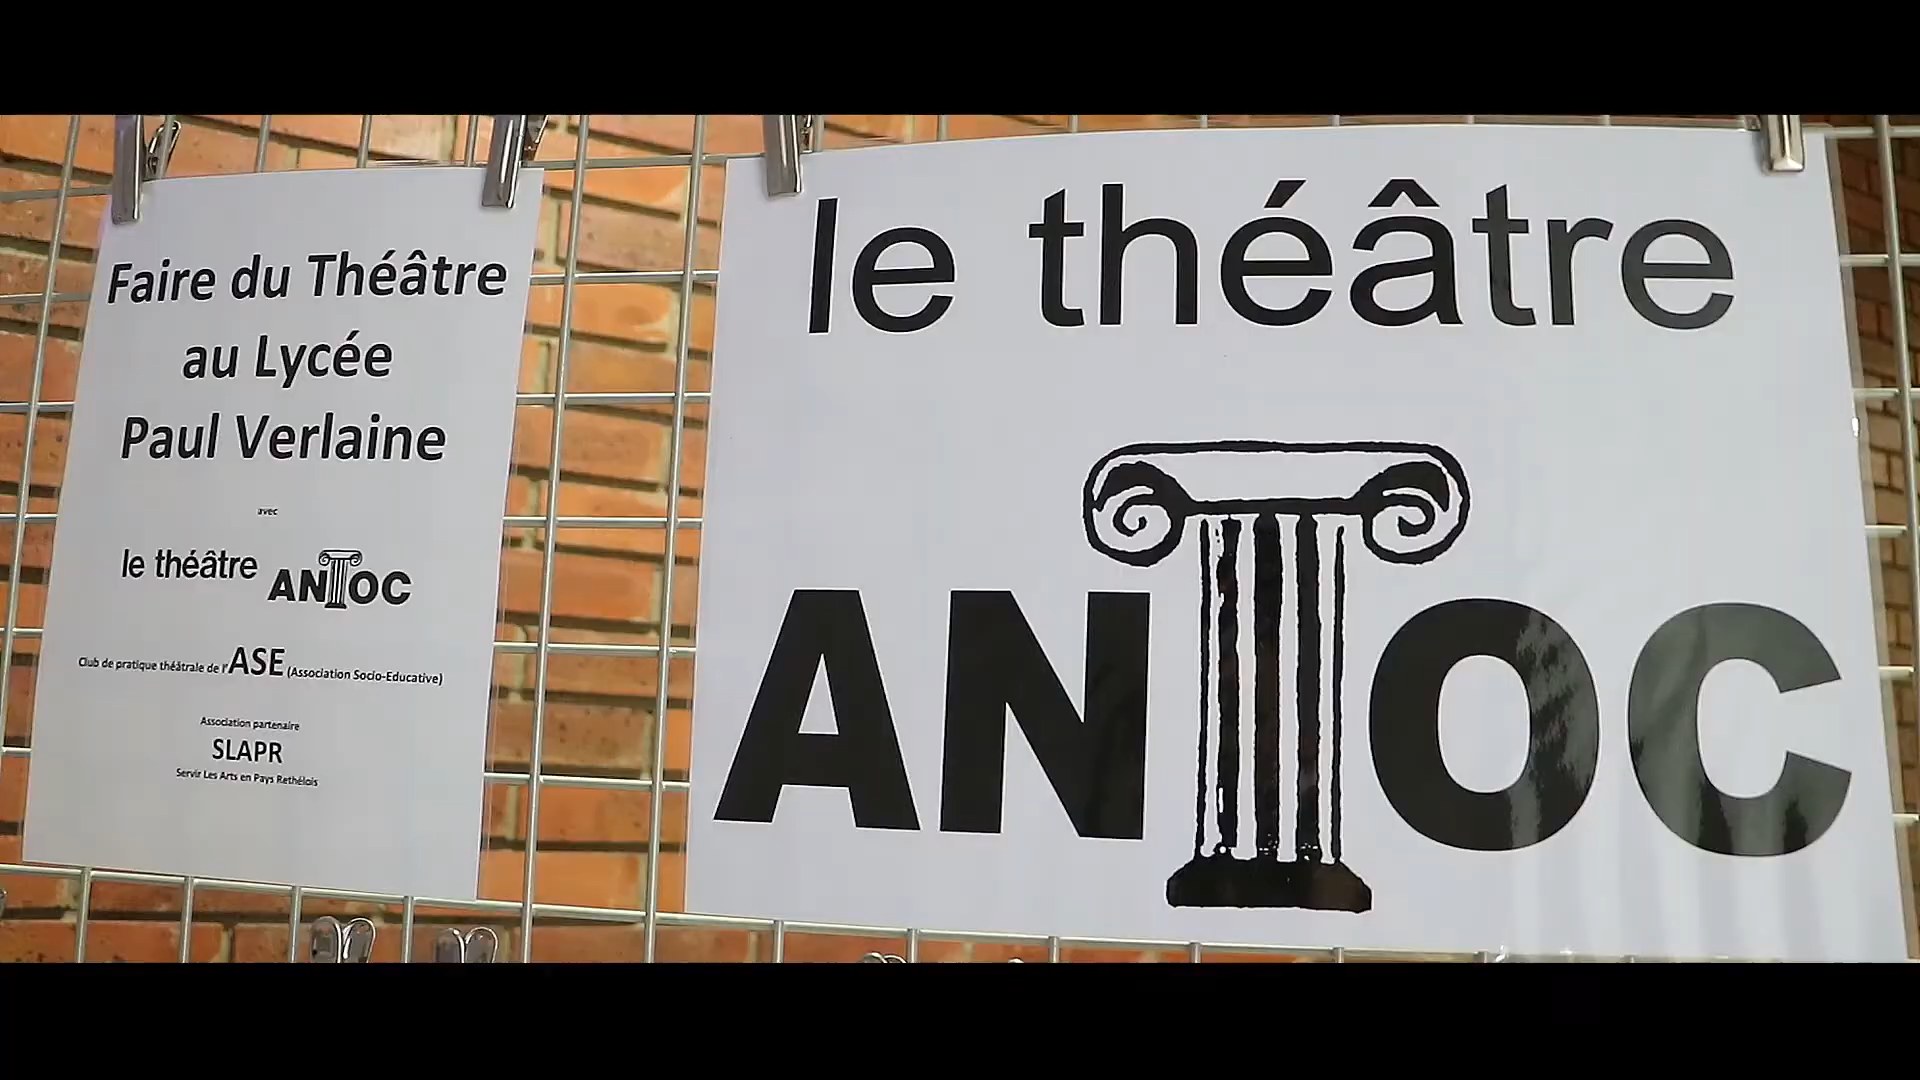 Faire du Théâtre
au Lycée
Paul Verlaine
avec
le théâtre ANTOC
Club de pratique théâtrale de l'ASE (Association Socio-Educative)
Association partenaire
SLAPR
Servir Les Arts en Pays Rethélois
le théâtre
ANTOC